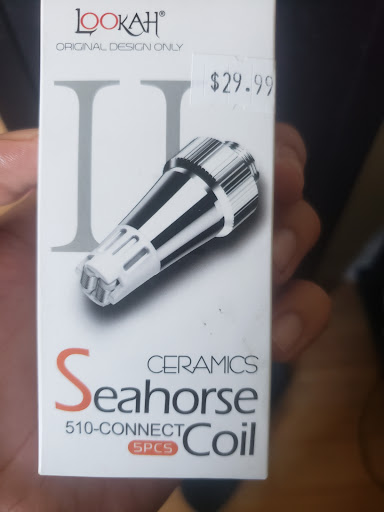 LOOKAH®
ORIGINAL DESIGN ONLY
$29.99
II
CERAMICS
Seahorse
510-CONNECT Coil
5PCS